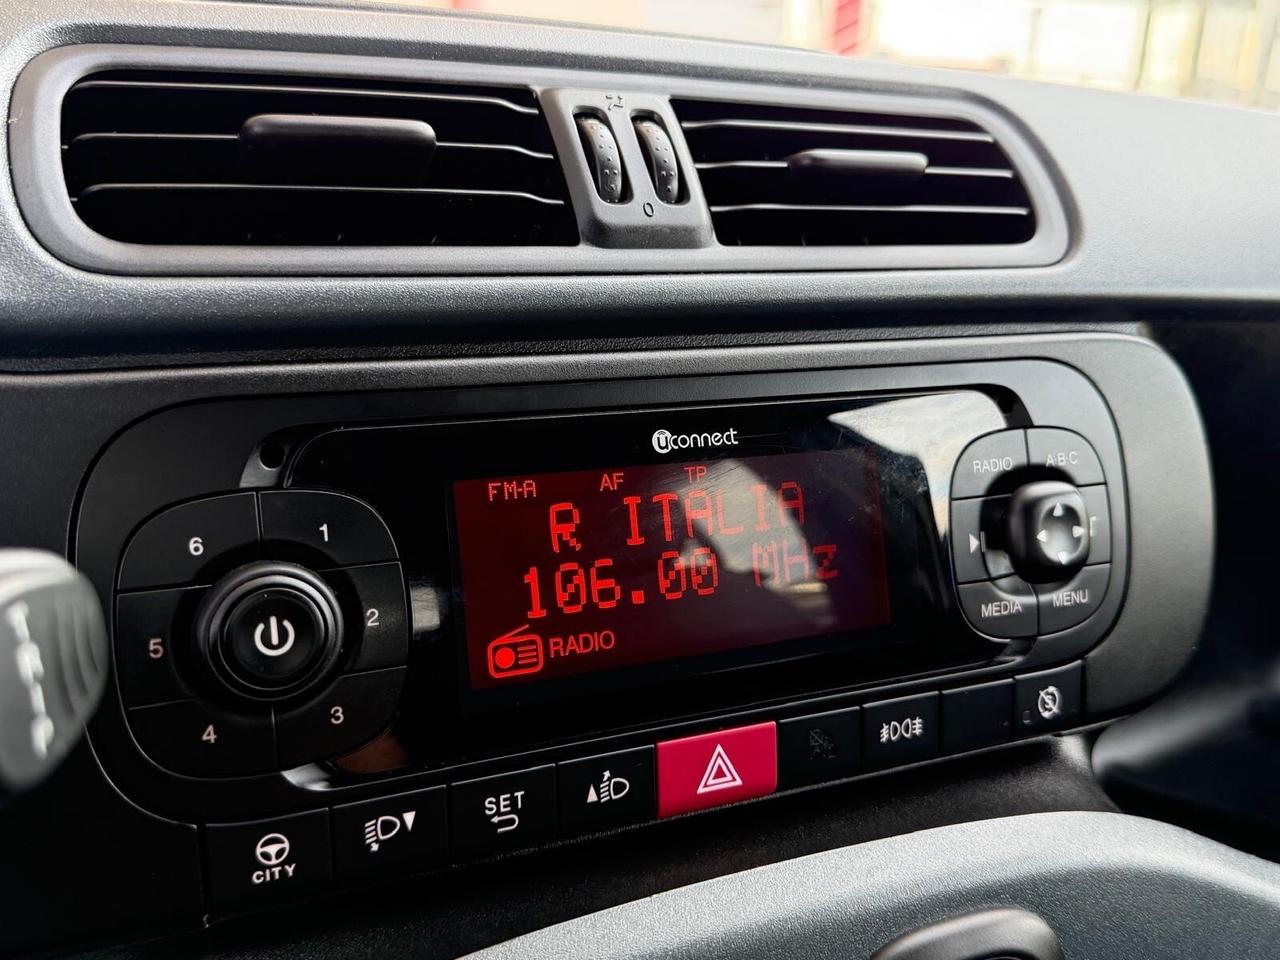 0
uconnect
FM-A AF TP
R ITALIA
106.00 MHz
RADIO
6 1
5 2
4 3
RADIO A·B·C
MEDIA MENU
CITY
SET